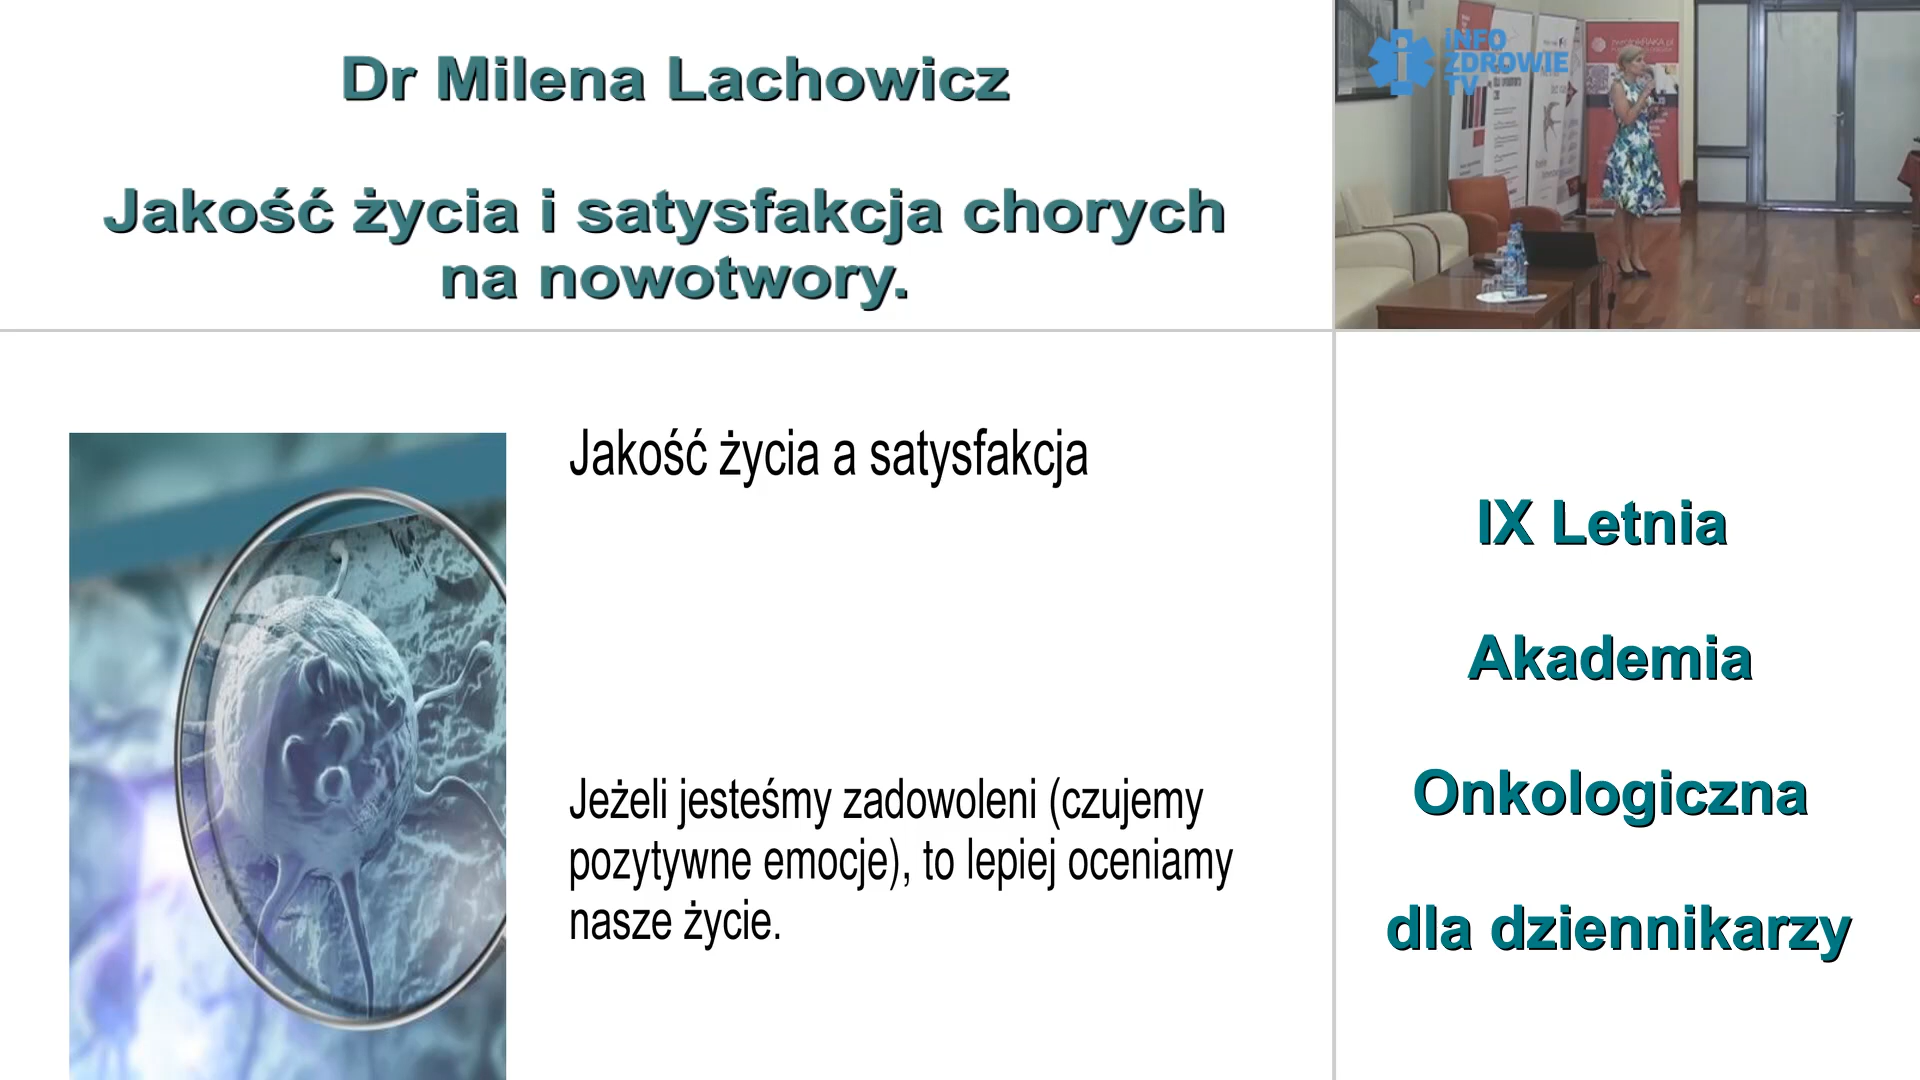 Dr Milena Lachowicz
Jakość życia i satysfakcja chorych
na nowotwory.
iNFO
ZDROWIE
TV
Jakość życia a satysfakcja
Jeżeli jesteśmy zadowoleni (czujemy
pozytywne emocje), to lepiej oceniamy
nasze życie.
IX Letnia
Akademia
Onkologiczna
dla dziennikarzy